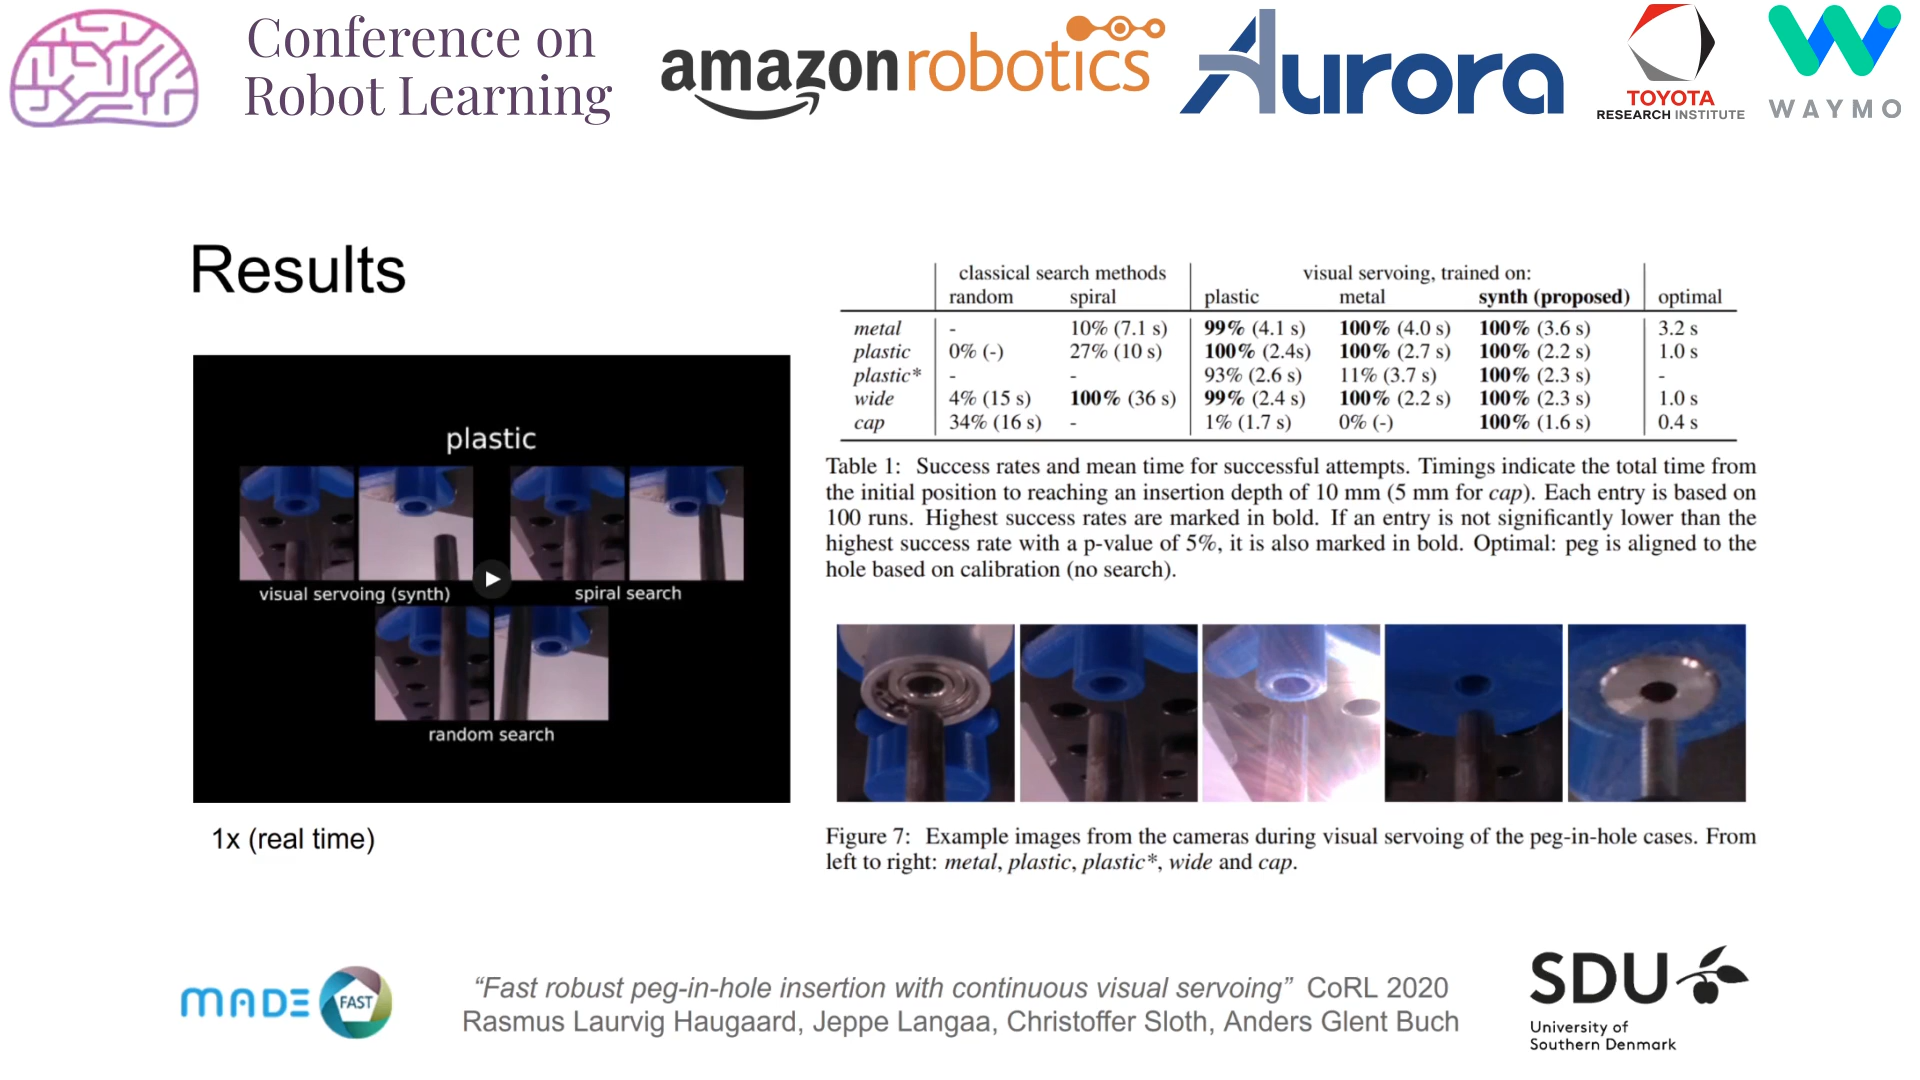 Conference on
Robot Learning
amazon robotics
Aurora
TOYOTA
RESEARCH INSTITUTE
WAYMO
Results
plastic
visual servoing (synth)
spiral search
random search
1x (real time)
classical search methods visual servoing, trained on:
random spiral plastic metal synth (proposed) optimal
metal - 10% (7.1 s) 99% (4.1 s) 100% (4.0 s) 100% (3.6 s) 3.2 s
plastic 0% (-) 27% (10 s) 100% (2.4s) 100% (2.7 s) 100% (2.2 s) 1.0 s
plastic* - - 93% (2.6 s) 11% (3.7 s) 100% (2.3 s) -
wide 4% (15 s) 100% (36 s) 99% (2.4 s) 100% (2.2 s) 100% (2.3 s) 1.0 s
cap 34% (16 s) - 1% (1.7 s) 0% (-) 100% (1.6 s) 0.4 s
Table 1: Success rates and mean time for successful attempts. Timings indicate the total time from
the initial position to reaching an insertion depth of 10 mm (5 mm for cap). Each entry is based on
100 runs. Highest success rates are marked in bold. If an entry is not significantly lower than the
highest success rate with a p-value of 5%, it is also marked in bold. Optimal: peg is aligned to the
hole based on calibration (no search).
Figure 7: Example images from the cameras during visual servoing of the peg-in-hole cases. From
left to right: metal, plastic, plastic*, wide and cap.
MADE FAST
“Fast robust peg-in-hole insertion with continuous visual servoing” CoRL 2020
Rasmus Laurvig Haugaard, Jeppe Langaa, Christoffer Sloth, Anders Glent Buch
SDU
University of
Southern Denmark